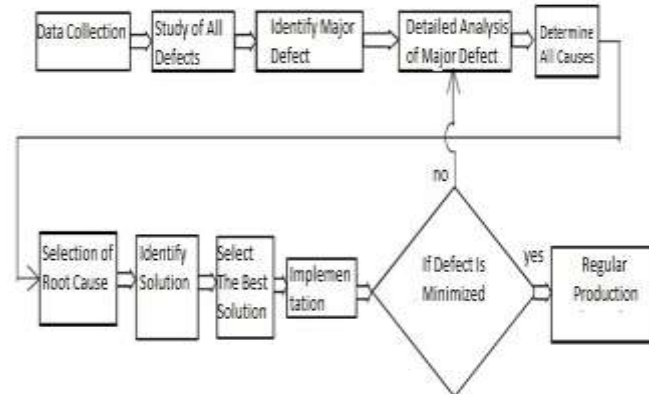 Data Collection
Study of All
Defects
Identify Major
Defect
Detailed Analysis
of Major Defect
Determine
All Causes
no
Selection of
Root Cause
Identify
Solution
Select
The Best
Solution
Implemen
tation
If Defect Is
Minimized
yes
Regular
Production